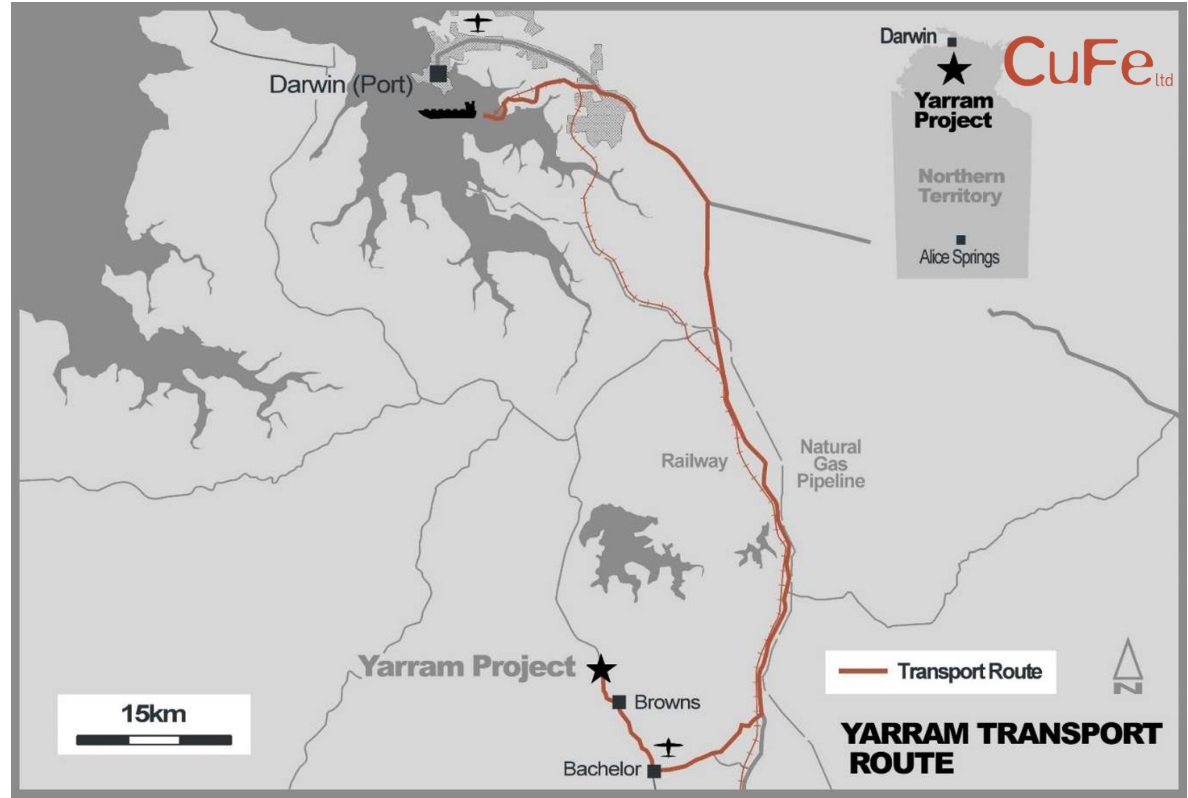 Darwin
CuFe
ltd
Yarram
Project
Northern
Territory
Alice Springs
Darwin (Port)
Railway
Natural
Gas
Pipeline
Yarram Project
Browns
Bachelor
15km
Transport Route
N
YARRAM TRANSPORT
ROUTE